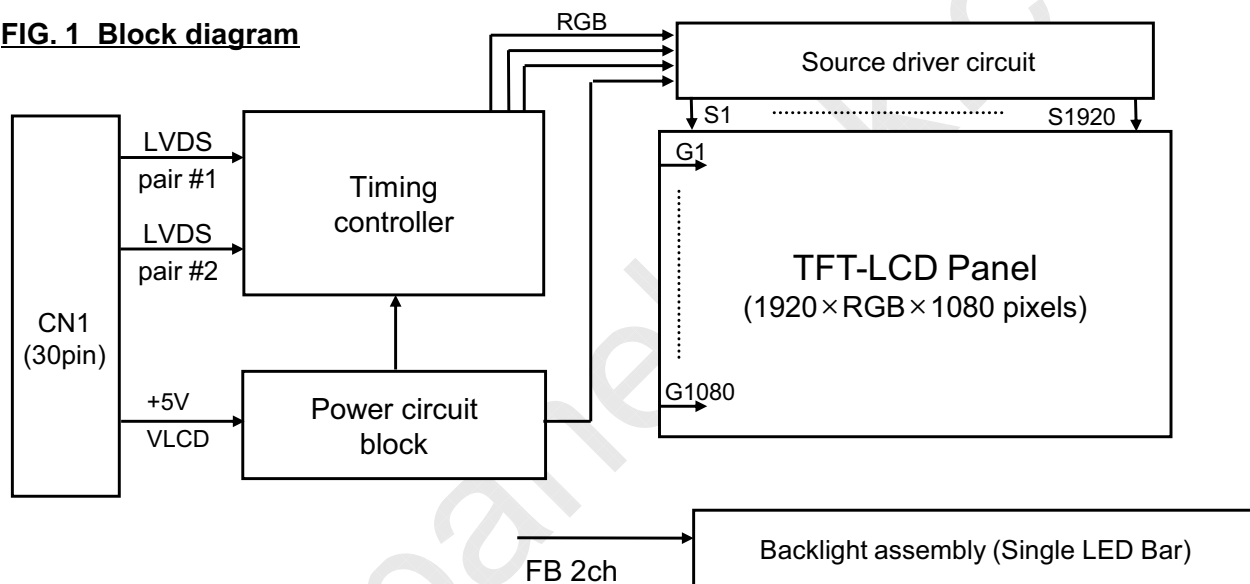 FIG. 1 Block diagram
RGB
Source driver circuit
S1
S1920
CN1
(30pin)
LVDS
pair #1
LVDS
pair #2
Timing
controller
G1
TFT-LCD Panel
(1920×RGB×1080 pixels)
G1080
+5V
VLCD
Power circuit
block
FB 2ch
Backlight assembly (Single LED Bar)